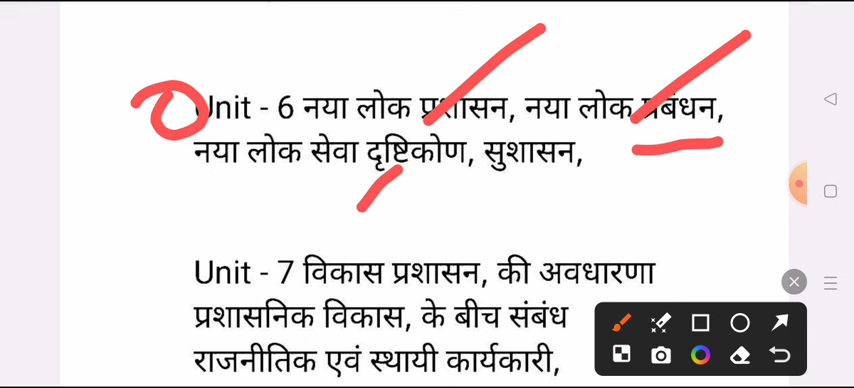 Unit - 6 नया लोक प्रशासन, नया लोक प्रबंधन,
नया लोक सेवा दृष्टिकोण, सुशासन,
Unit - 7 विकास प्रशासन, की अवधारणा
प्रशासनिक विकास, के बीच संबंध
राजनीतिक एवं स्थायी कार्यकारी,